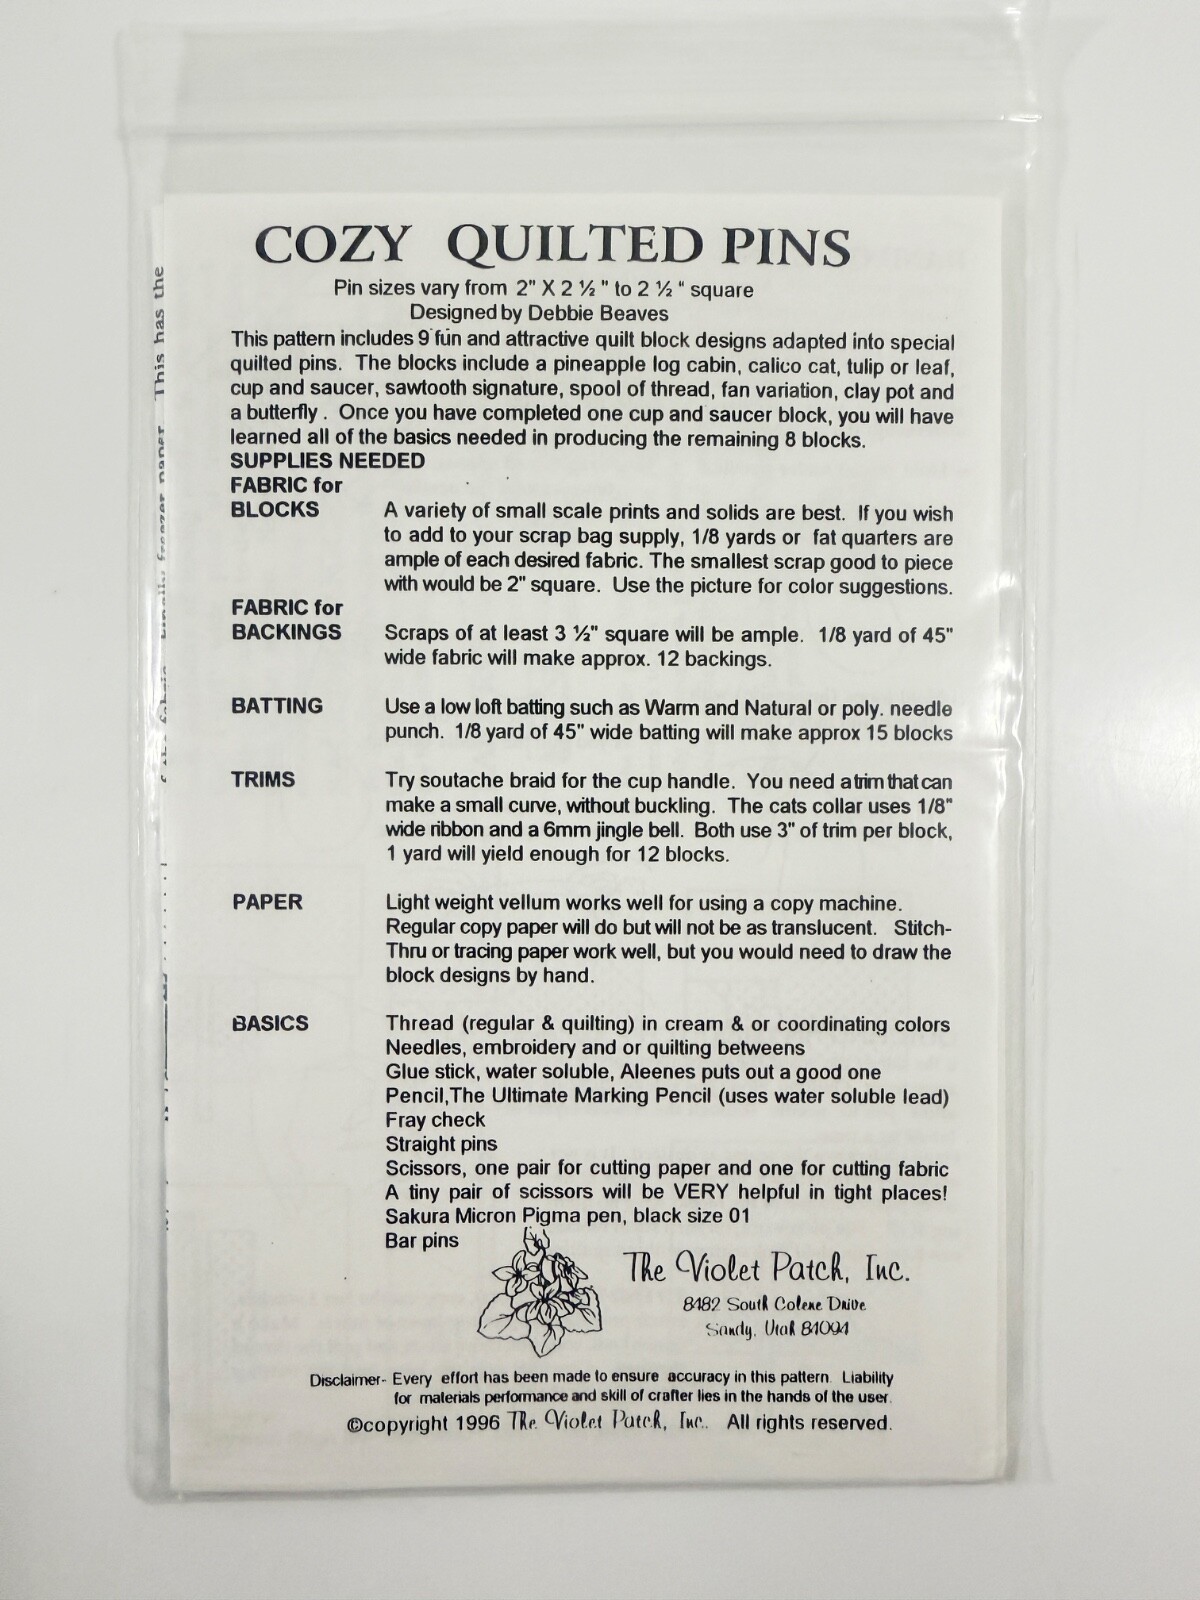 COZY QUILTED PINS
Pin sizes vary from 2" X 2 ½ " to 2 ½ " square
Designed by Debbie Beaves
This pattern includes 9 fun and attractive quilt block designs adapted into special
quilted pins. The blocks include a pineapple log cabin, calico cat, tulip or leaf,
cup and saucer, sawtooth signature, spool of thread, fan variation, clay pot and
a butterfly . Once you have completed one cup and saucer block, you will have
learned all of the basics needed in producing the remaining 8 blocks.
SUPPLIES NEEDED
FABRIC for
BLOCKS A variety of small scale prints and solids are best. If you wish
to add to your scrap bag supply, 1/8 yards or fat quarters are
ample of each desired fabric. The smallest scrap good to piece
with would be 2" square. Use the picture for color suggestions.
FABRIC for
BACKINGS Scraps of at least 3 ½" square will be ample. 1/8 yard of 45"
wide fabric will make approx. 12 backings.
BATTING Use a low loft batting such as Warm and Natural or poly. needle
punch. 1/8 yard of 45" wide batting will make approx 15 blocks
TRIMS Try soutache braid for the cup handle. You need a trim that can
make a small curve, without buckling. The cats collar uses 1/8"
wide ribbon and a 6mm jingle bell. Both use 3" of trim per block,
1 yard will yield enough for 12 blocks.
PAPER Light weight vellum works well for using a copy machine.
Regular copy paper will do but will not be as translucent. Stitch-
Thru or tracing paper work well, but you would need to draw the
block designs by hand.
BASICS Thread (regular & quilting) in cream & or coordinating colors
Needles, embroidery and or quilting betweens
Glue stick, water soluble, Aleenes puts out a good one
Pencil,The Ultimate Marking Pencil (uses water soluble lead)
Fray check
Straight pins
Scissors, one pair for cutting paper and one for cutting fabric
A tiny pair of scissors will be VERY helpful in tight places!
Sakura Micron Pigma pen, black size 01
Bar pins
The Violet Patch, Inc.
8482 South Colene Drive
Sandy, Utah 84094
Disclaimer- Every effort has been made to ensure accuracy in this pattern. Liability
for materials performance and skill of crafter lies in the hands of the user.
©copyright 1996 The Violet Patch, Inc. All rights reserved.
freezer paper. This has the